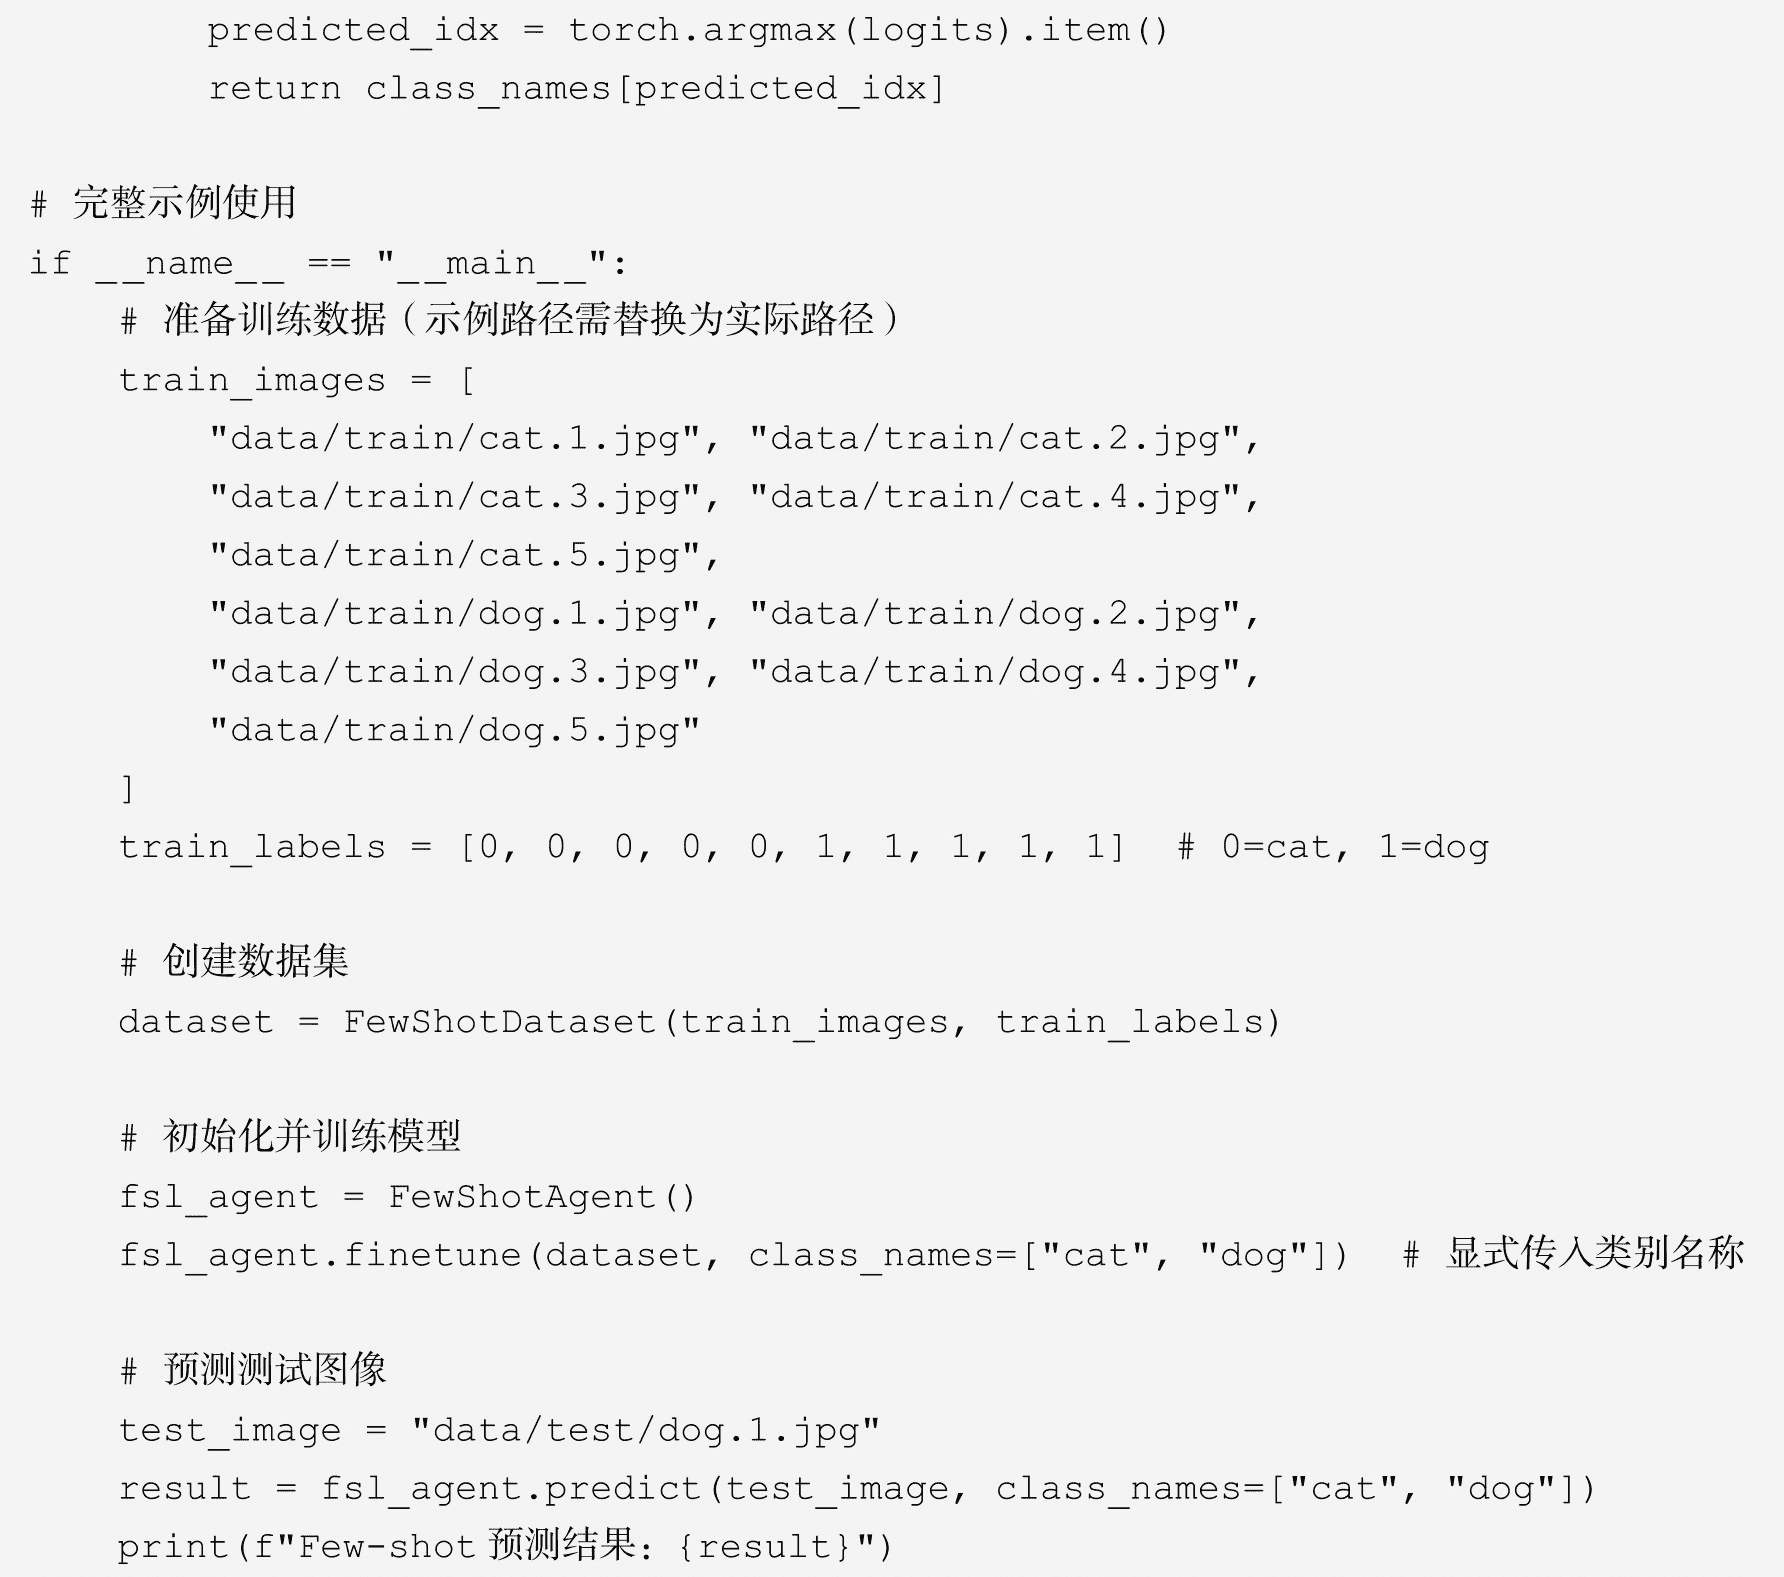 predicted_idx = torch.argmax(logits).item()
        return class_names[predicted_idx]

# 完整示例使用
if __name__ == "__main__":
    # 准备训练数据（示例路径需替换为实际路径）
    train_images = [
        "data/train/cat.1.jpg", "data/train/cat.2.jpg",
        "data/train/cat.3.jpg", "data/train/cat.4.jpg",
        "data/train/cat.5.jpg",
        "data/train/dog.1.jpg", "data/train/dog.2.jpg",
        "data/train/dog.3.jpg", "data/train/dog.4.jpg",
        "data/train/dog.5.jpg"
    ]
    train_labels = [0, 0, 0, 0, 0, 1, 1, 1, 1, 1]  # 0=cat, 1=dog

    # 创建数据集
    dataset = FewShotDataset(train_images, train_labels)

    # 初始化并训练模型
    fsl_agent = FewShotAgent()
    fsl_agent.finetune(dataset, class_names=["cat", "dog"])  # 显式传入类别名称

    # 预测测试图像
    test_image = "data/test/dog.1.jpg"
    result = fsl_agent.predict(test_image, class_names=["cat", "dog"])
    print(f"Few-shot 预测结果：{result}")